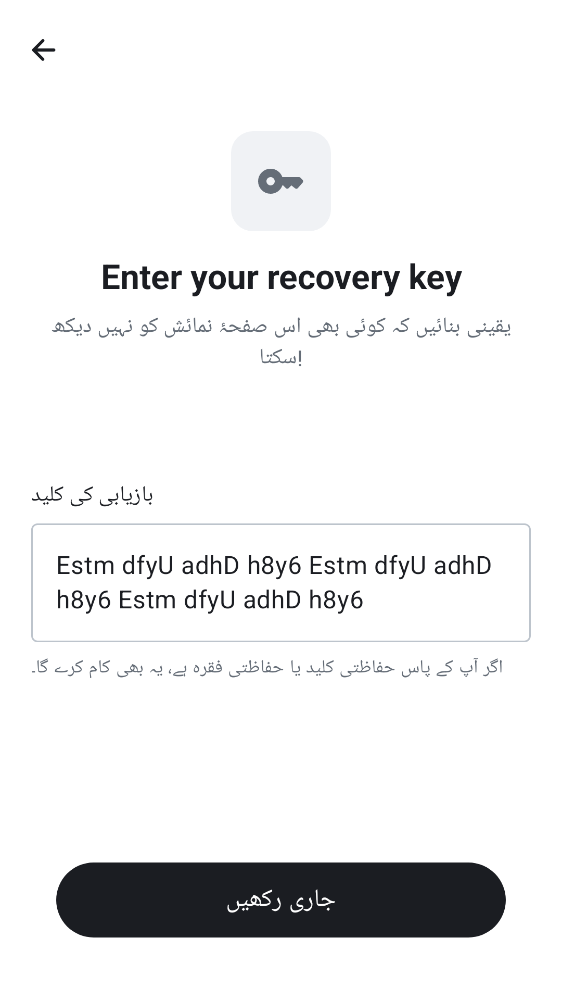 Enter your recovery key
یقینی بنائیں کہ کوئی بھی اس صفحۂ نمائش کو نہیں دیکھ
سکتا!
بازیابی کی کلید
Estm dfyU adhD h8y6 Estm dfyU adhD
h8y6 Estm dfyU adhD h8y6
اگر آپ کے پاس حفاظتی کلید یا حفاظتی فقرہ ہے، یہ بھی کام کرے گا۔
جاری رکھیں